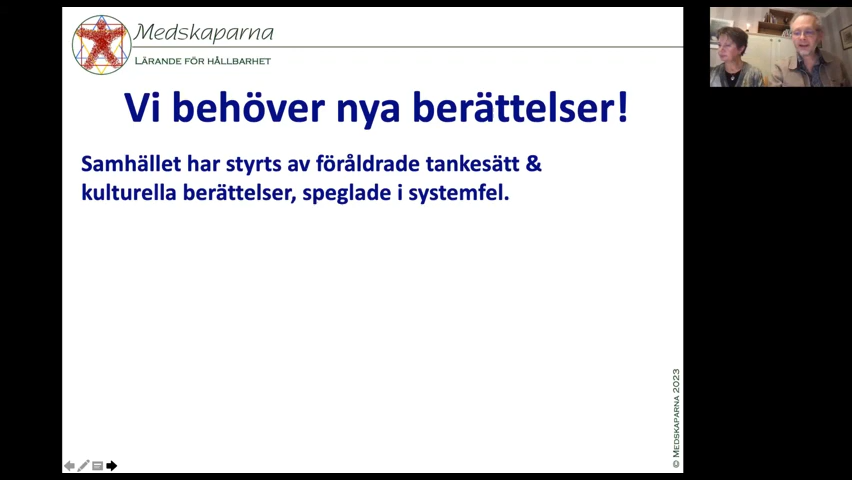 Medskaparna
Lärande för hållbarhet
Vi behöver nya berättelser!
Samhället har styrts av föråldrade tankesätt &
kulturella berättelser, speglade i systemfel.
© Medskaparna 2023